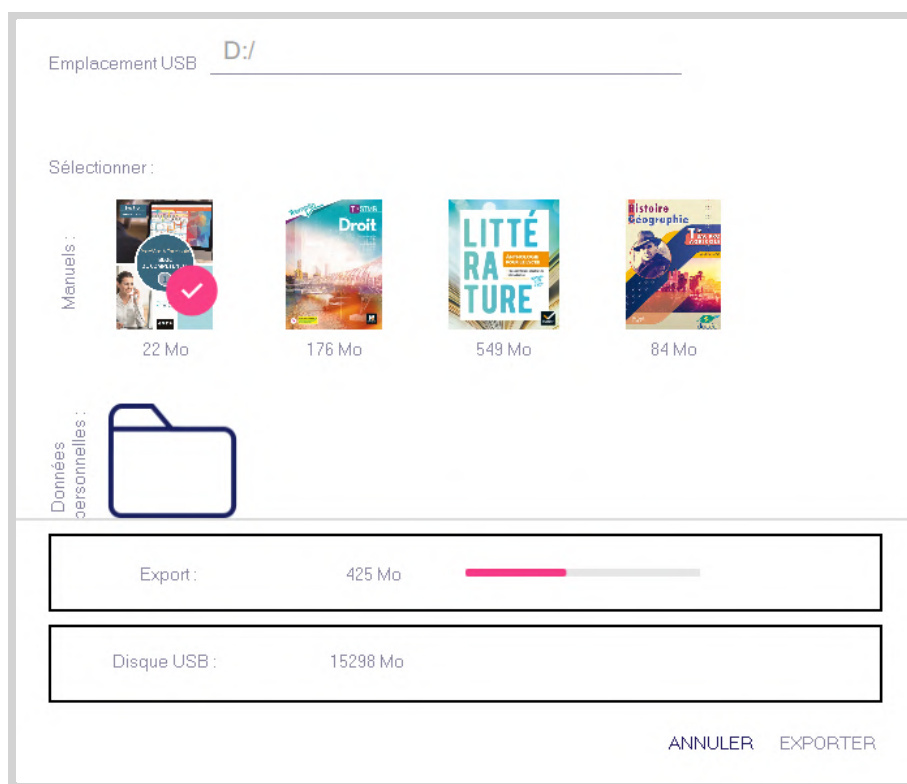 Emplacement USB D:/
Sélectionner :
Manuels :
T STMG
Droit
LITTÉ
RA
TURE
Histoire
Géographie
22 Mo 176 Mo 549 Mo 84 Mo
Données
personnelles :
Export : 425 Mo
Disque USB : 15298 Mo
ANNULER EXPORTER